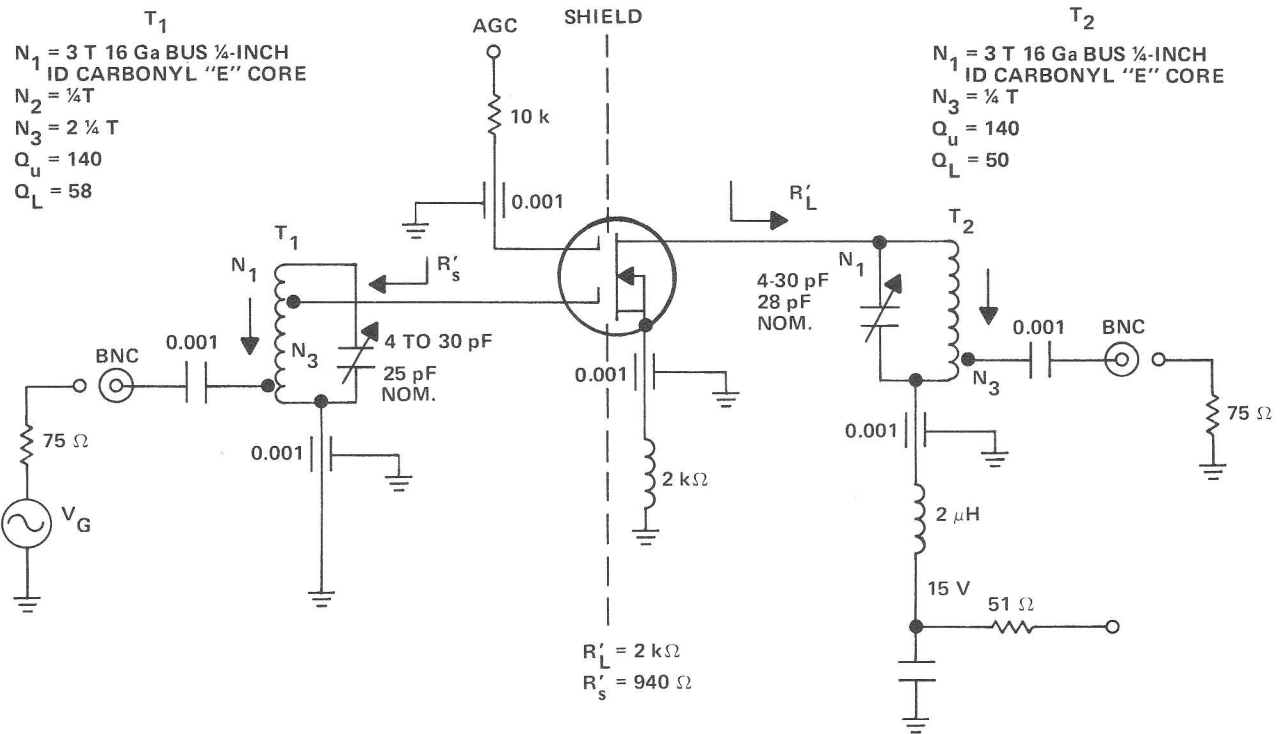 T1
N1 = 3 T 16 Ga BUS ¼-INCH
ID CARBONYL "E" CORE
N2 = ¼T
N3 = 2 ¼ T
Qu = 140
QL = 58
AGC
SHIELD
10 k
0.001
T2
N1 = 3 T 16 Ga BUS ¼-INCH
ID CARBONYL "E" CORE
N3 = ¼ T
Qu = 140
QL = 50
T1
N1
R's
R'L
T2
N1
4-30 pF
28 pF
NOM.
BNC
0.001
N3
4 TO 30 pF
25 pF
NOM.
0.001
0.001
BNC
N3
75 Ω
VG
0.001
2 kΩ
0.001
75 Ω
2 μH
15 V
51 Ω
R'L = 2 kΩ
R's = 940 Ω